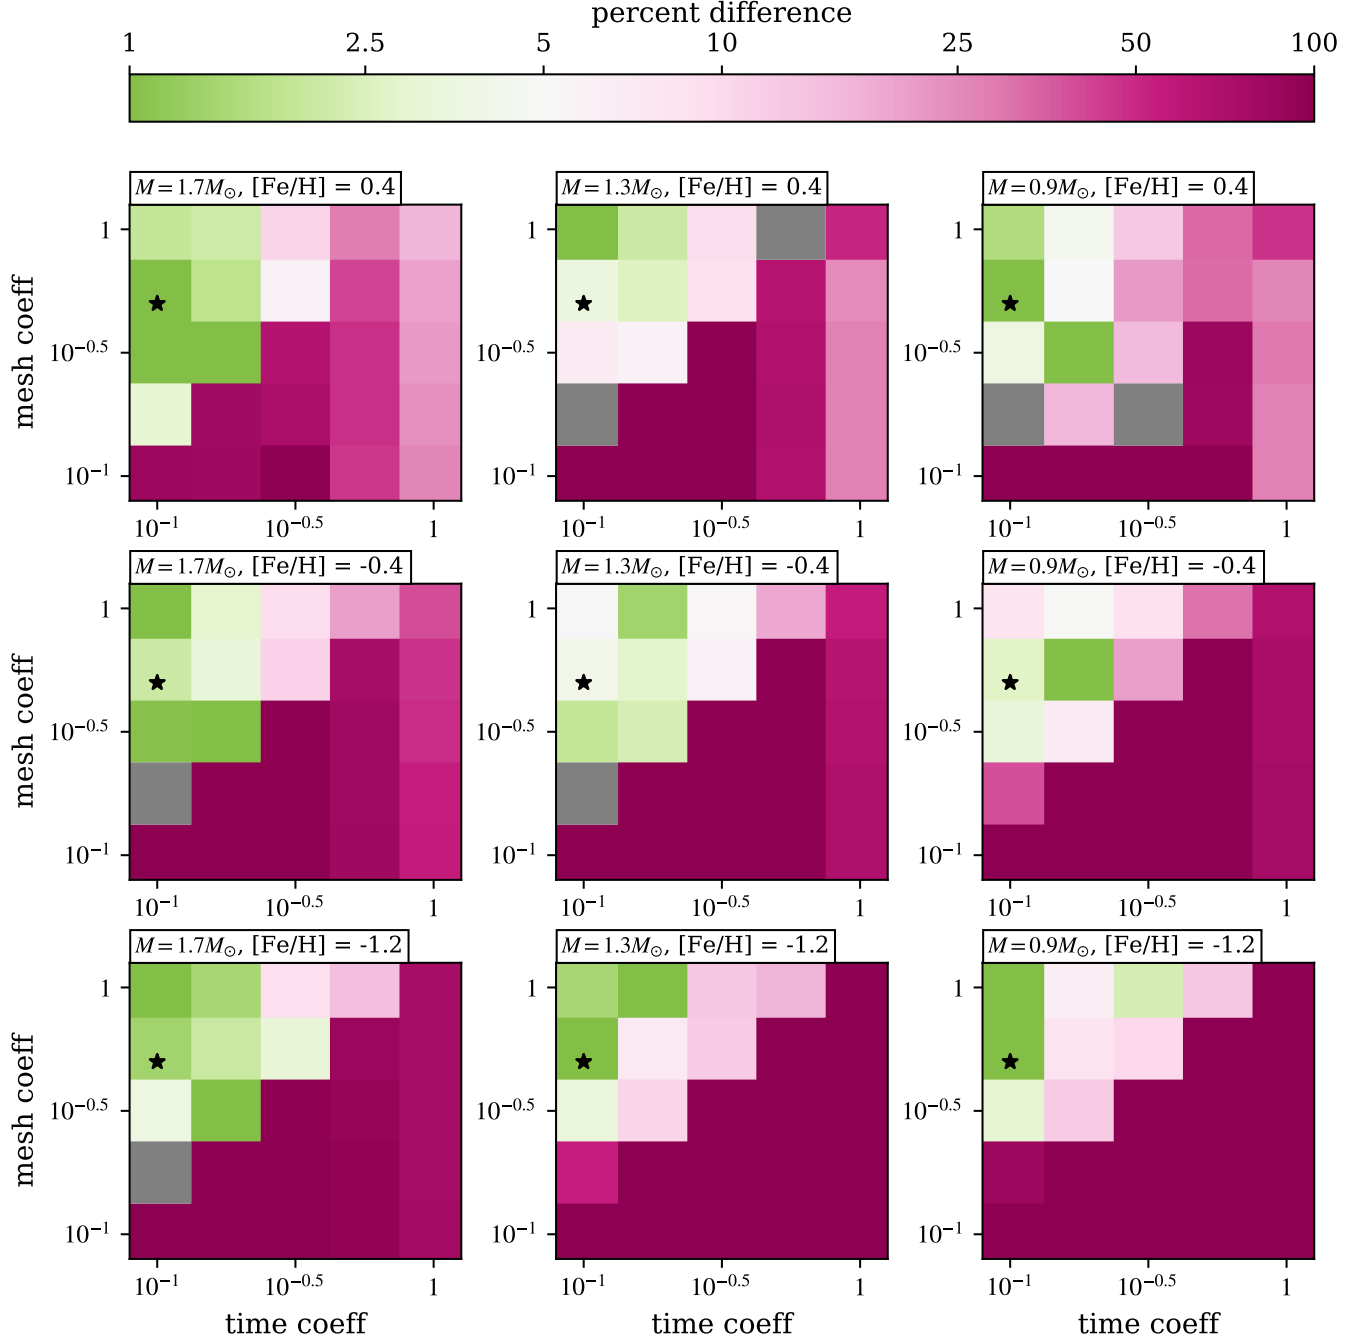 percent difference
1 2.5 5 10 25 50 100
M=1.7M☉, [Fe/H] = 0.4
M=1.3M☉, [Fe/H] = 0.4
M=0.9M☉, [Fe/H] = 0.4
mesh coeff
1
10⁻⁰·⁵
10⁻¹
1
10⁻⁰·⁵
10⁻¹
1
10⁻⁰·⁵
10⁻¹
10⁻¹ 10⁻⁰·⁵ 1
10⁻¹ 10⁻⁰·⁵ 1
10⁻¹ 10⁻⁰·⁵ 1
M=1.7M☉, [Fe/H] = -0.4
M=1.3M☉, [Fe/H] = -0.4
M=0.9M☉, [Fe/H] = -0.4
mesh coeff
1
10⁻⁰·⁵
10⁻¹
1
10⁻⁰·⁵
10⁻¹
1
10⁻⁰·⁵
10⁻¹
10⁻¹ 10⁻⁰·⁵ 1
10⁻¹ 10⁻⁰·⁵ 1
10⁻¹ 10⁻⁰·⁵ 1
M=1.7M☉, [Fe/H] = -1.2
M=1.3M☉, [Fe/H] = -1.2
M=0.9M☉, [Fe/H] = -1.2
mesh coeff
1
10⁻⁰·⁵
10⁻¹
1
10⁻⁰·⁵
10⁻¹
1
10⁻⁰·⁵
10⁻¹
10⁻¹ 10⁻⁰·⁵ 1
10⁻¹ 10⁻⁰·⁵ 1
10⁻¹ 10⁻⁰·⁵ 1
time coeff
time coeff
time coeff